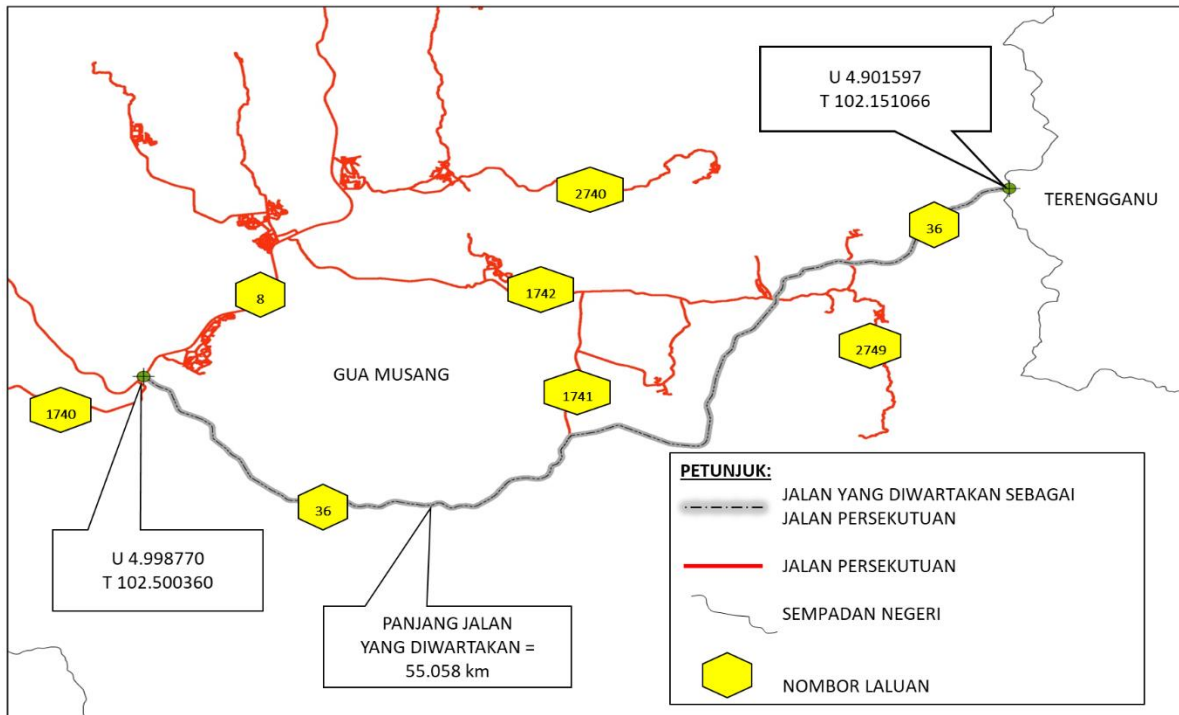 U 4.901597
T 102.151066
2740
TERENGGANU
36
8
1742
2749
GUA MUSANG
1740
1741
36
U 4.998770
T 102.500360
PANJANG JALAN
YANG DIWARTAKAN =
55.058 km
PETUNJUK:
JALAN YANG DIWARTAKAN SEBAGAI
JALAN PERSEKUTUAN
JALAN PERSEKUTUAN
SEMPADAN NEGERI
NOMBOR LALUAN